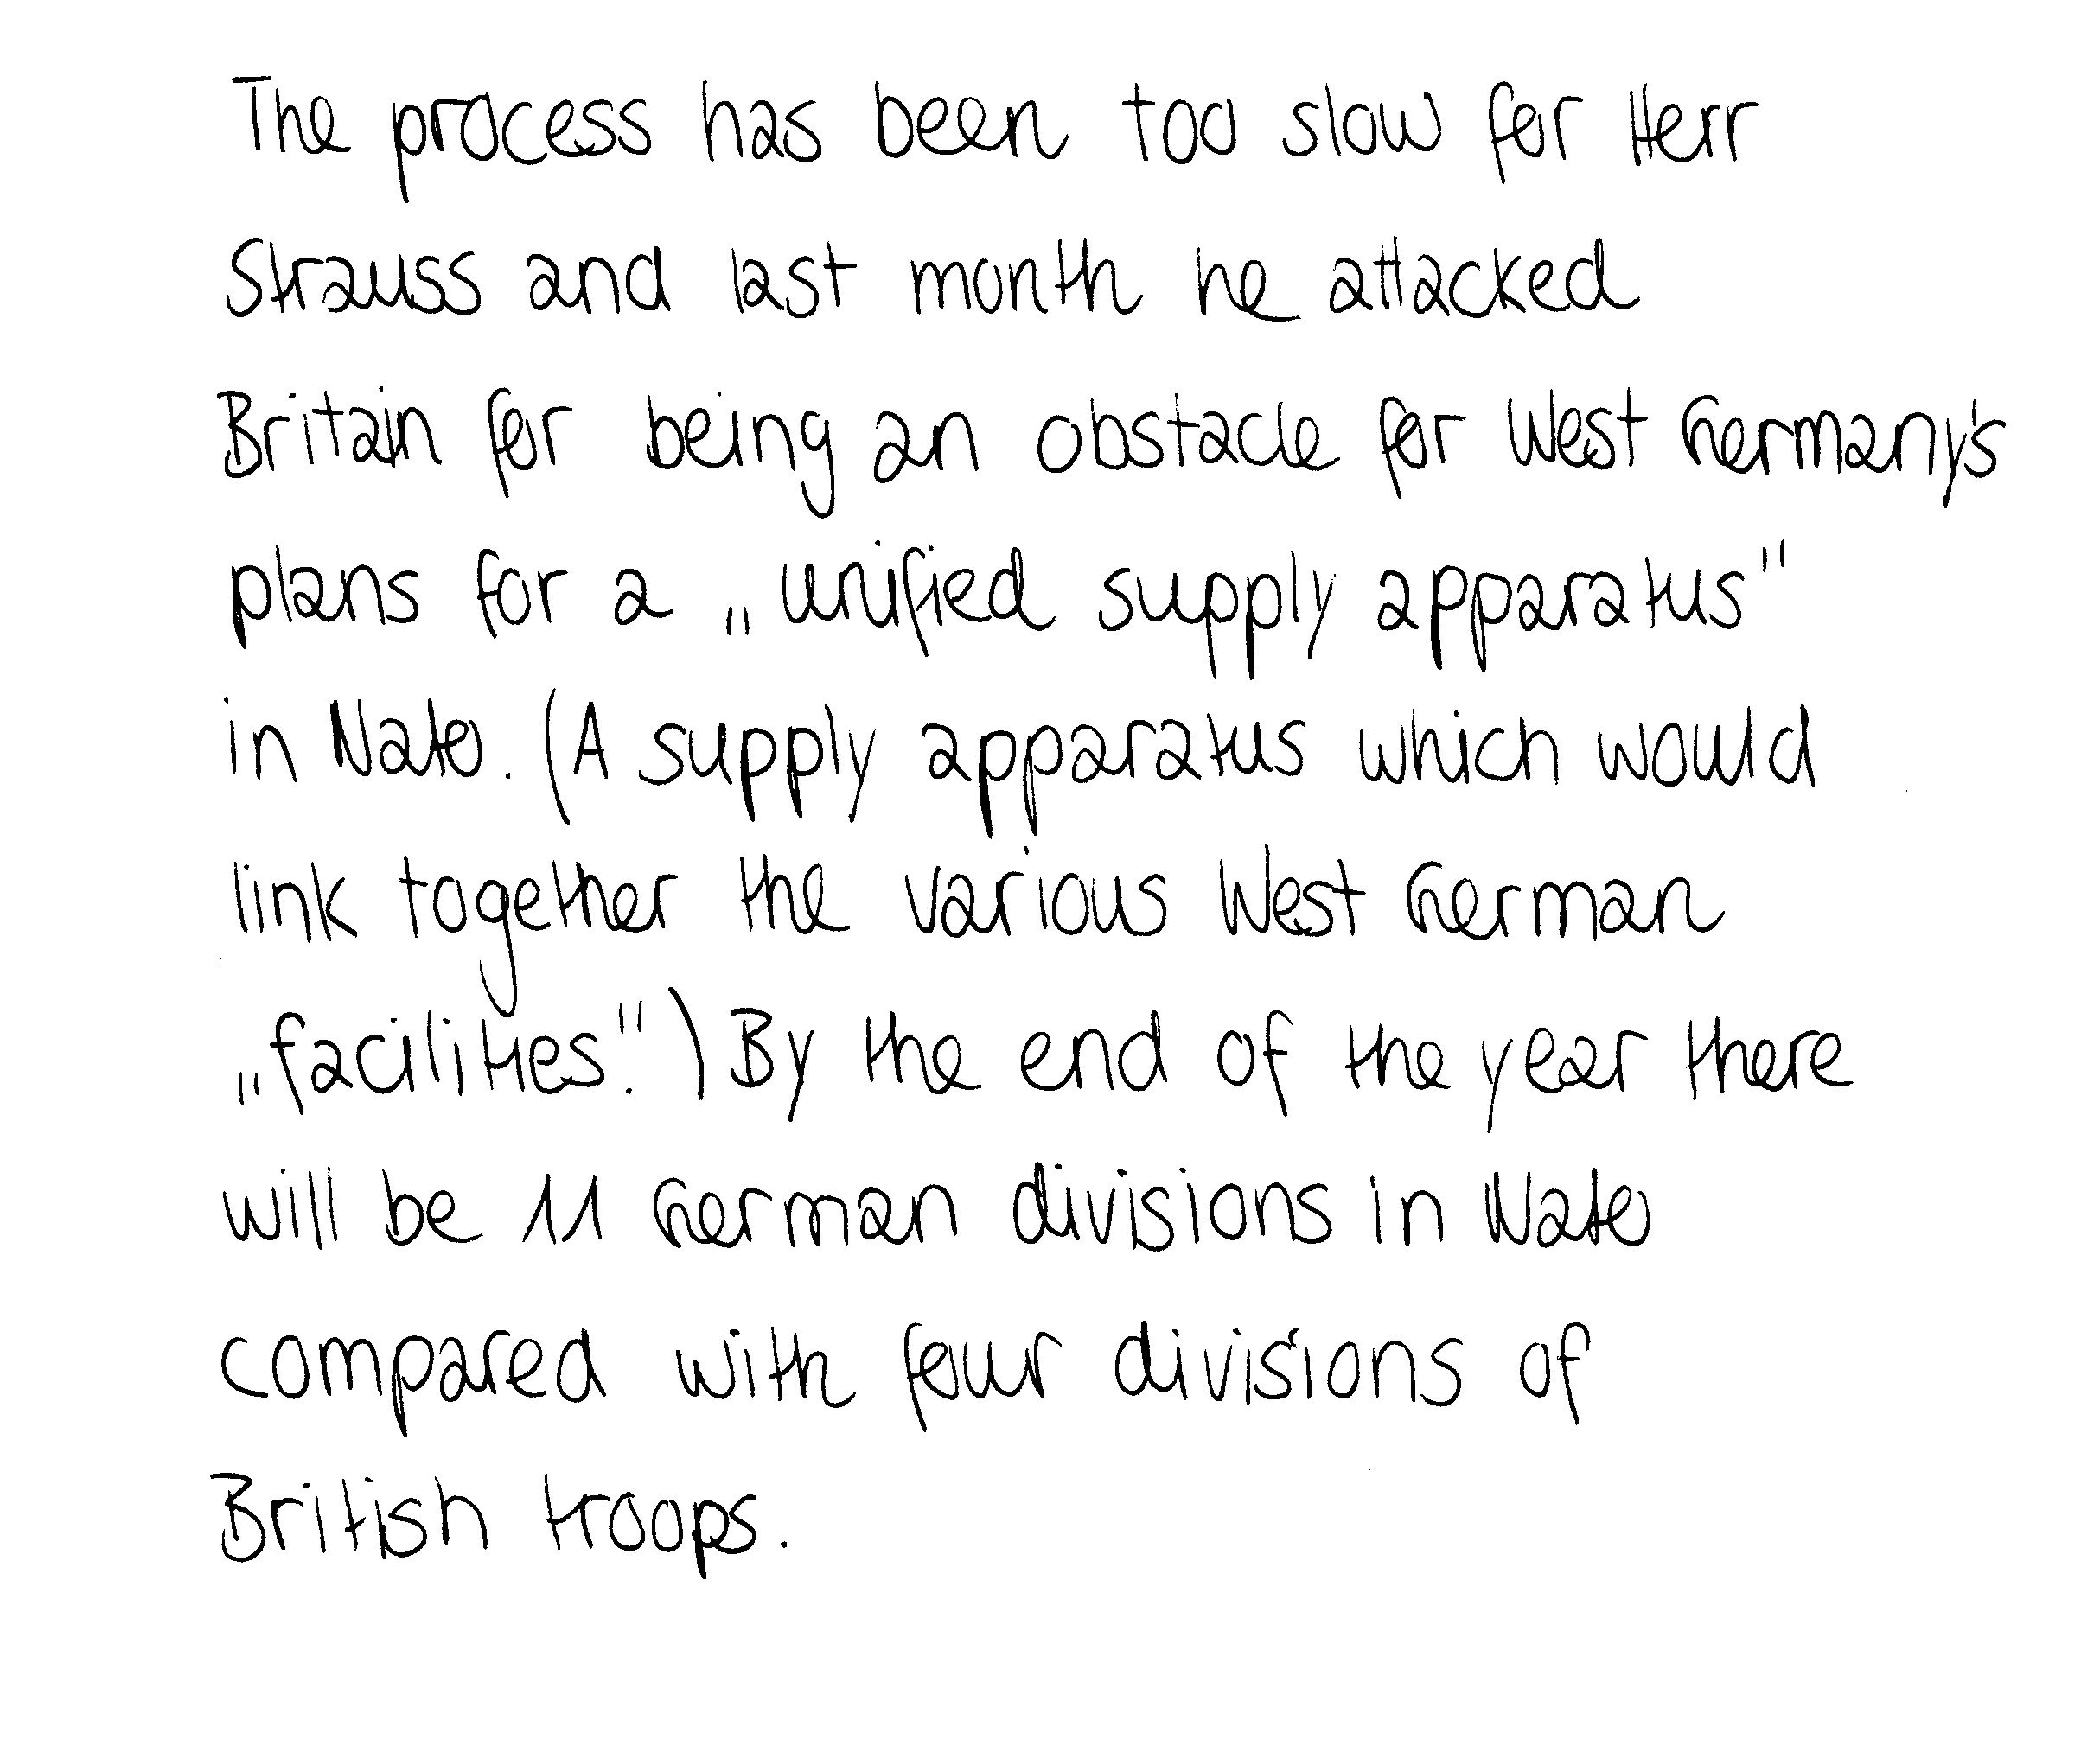 The process has been too slow for Herr
Strauss and last month he attacked
Britain for being an obstacle for West Germany's
plans for a „unified supply apparatus"
in Nato. (A supply apparatus which would
link together the various West German
„facilities".) By the end of the year there
will be 11 German divisions in Nato
compared with four divisions of
British troops.